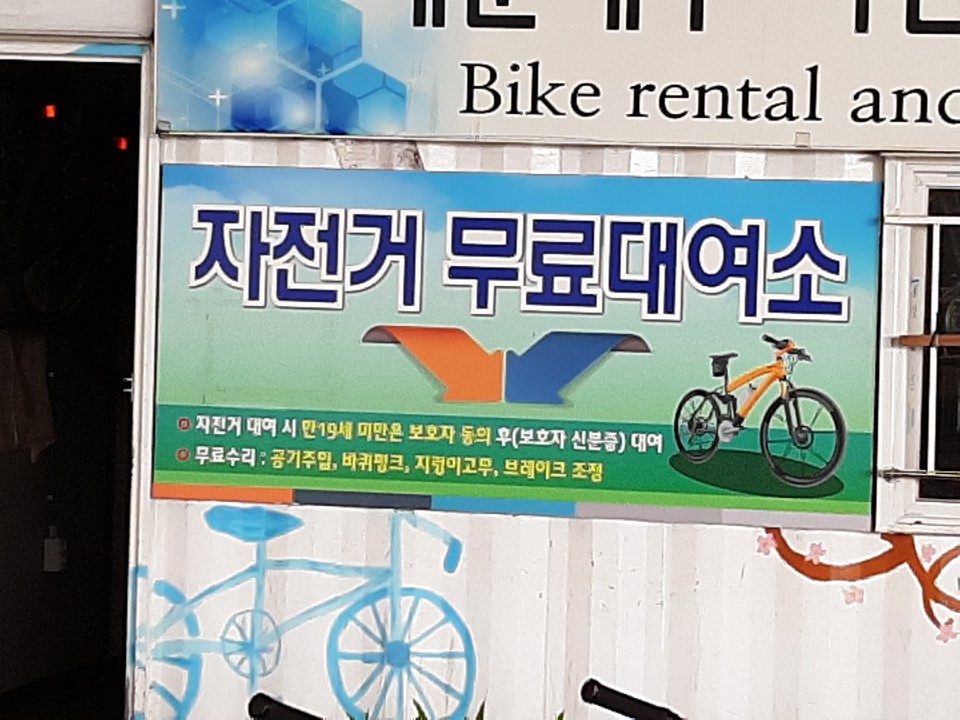 Bike rental and
자전거 무료대여소
자전거 대여 시 만19세 미만은 보호자 동의 후(보호자 신분증) 대여
무료수리 : 공기주입, 바퀴펑크, 지렁이고무, 브레이크 조정